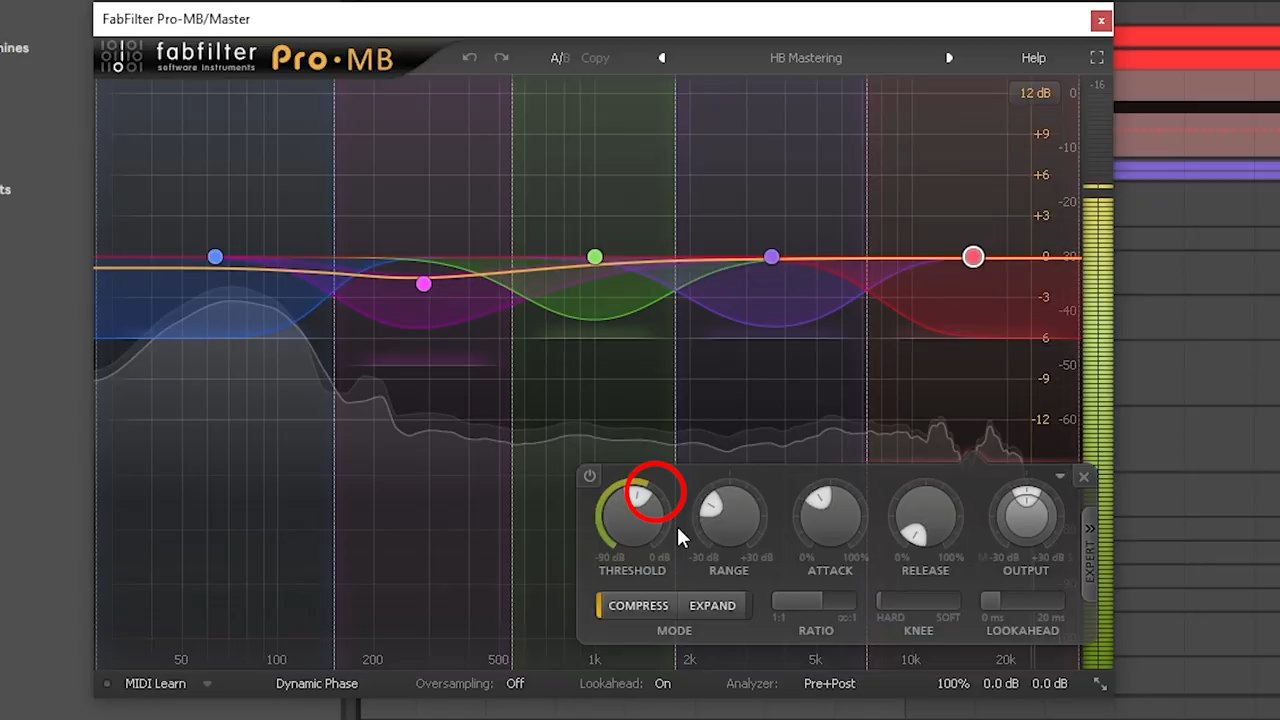 FabFilter Pro-MB/Master
x
hines
fabfilter
software instruments
Pro·MB
A/B Copy
HB Mastering
Help
12 dB
0
-16
+9
-10
+6
-20
+3
0
-3
-40
6
-50
-9
-12
-60
ts
-90 dB 0 dB -30 dB +30 dB 0% 100% 0% 100% M -30 dB +30 dB S
THRESHOLD RANGE ATTACK RELEASE OUTPUT
EXPERT
COMPRESS EXPAND
1:1 ∞:1 HARD SOFT 0 ms 20 ms
MODE RATIO KNEE LOOKAHEAD
50 100 200 500 1k 2k 5k 10k 20k
MIDI Learn Dynamic Phase Oversampling: Off Lookahead: On Analyzer: Pre+Post 100% 0.0 dB 0.0 dB